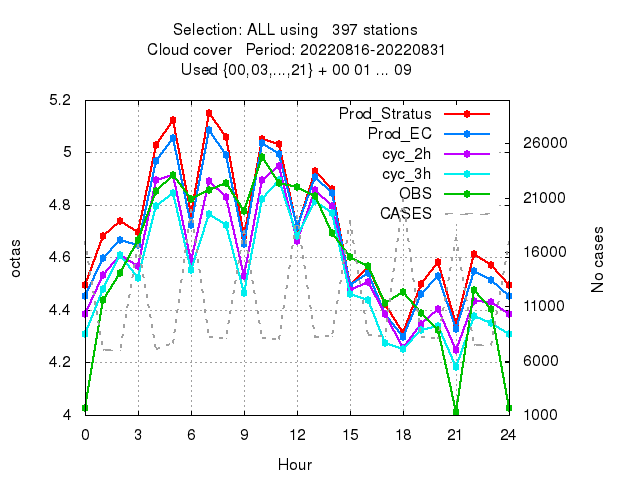 Selection: ALL using   397 stations
Cloud cover   Period: 20220816-20220831
Used {00,03,...,21} + 00 01 ... 09
5.2
5
4.8
4.6
4.4
4.2
4
octas
Prod_Stratus
Prod_EC
cyc_2h
cyc_3h
OBS
CASES
26000
21000
16000
11000
6000
1000
No cases
0 3 6 9 12 15 18 21 24
Hour